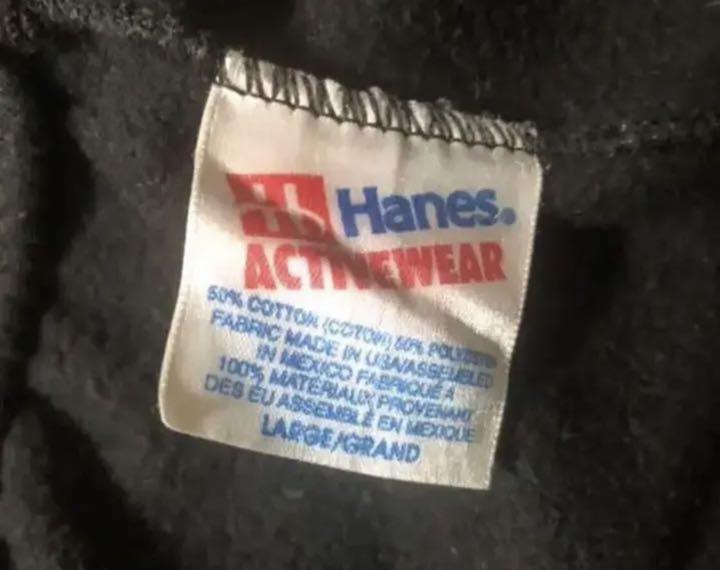 Hanes®
ACTIVEWEAR
50% COTTON (COTON) 50% POLYESTER
FABRIC MADE IN USA/ASSEMBLED
IN MEXICO FABRIQUÉ À
100% MATERIAUX PROVENANT
DES EU ASSEMBLÉ EN MEXIQUE
LARGE/GRAND